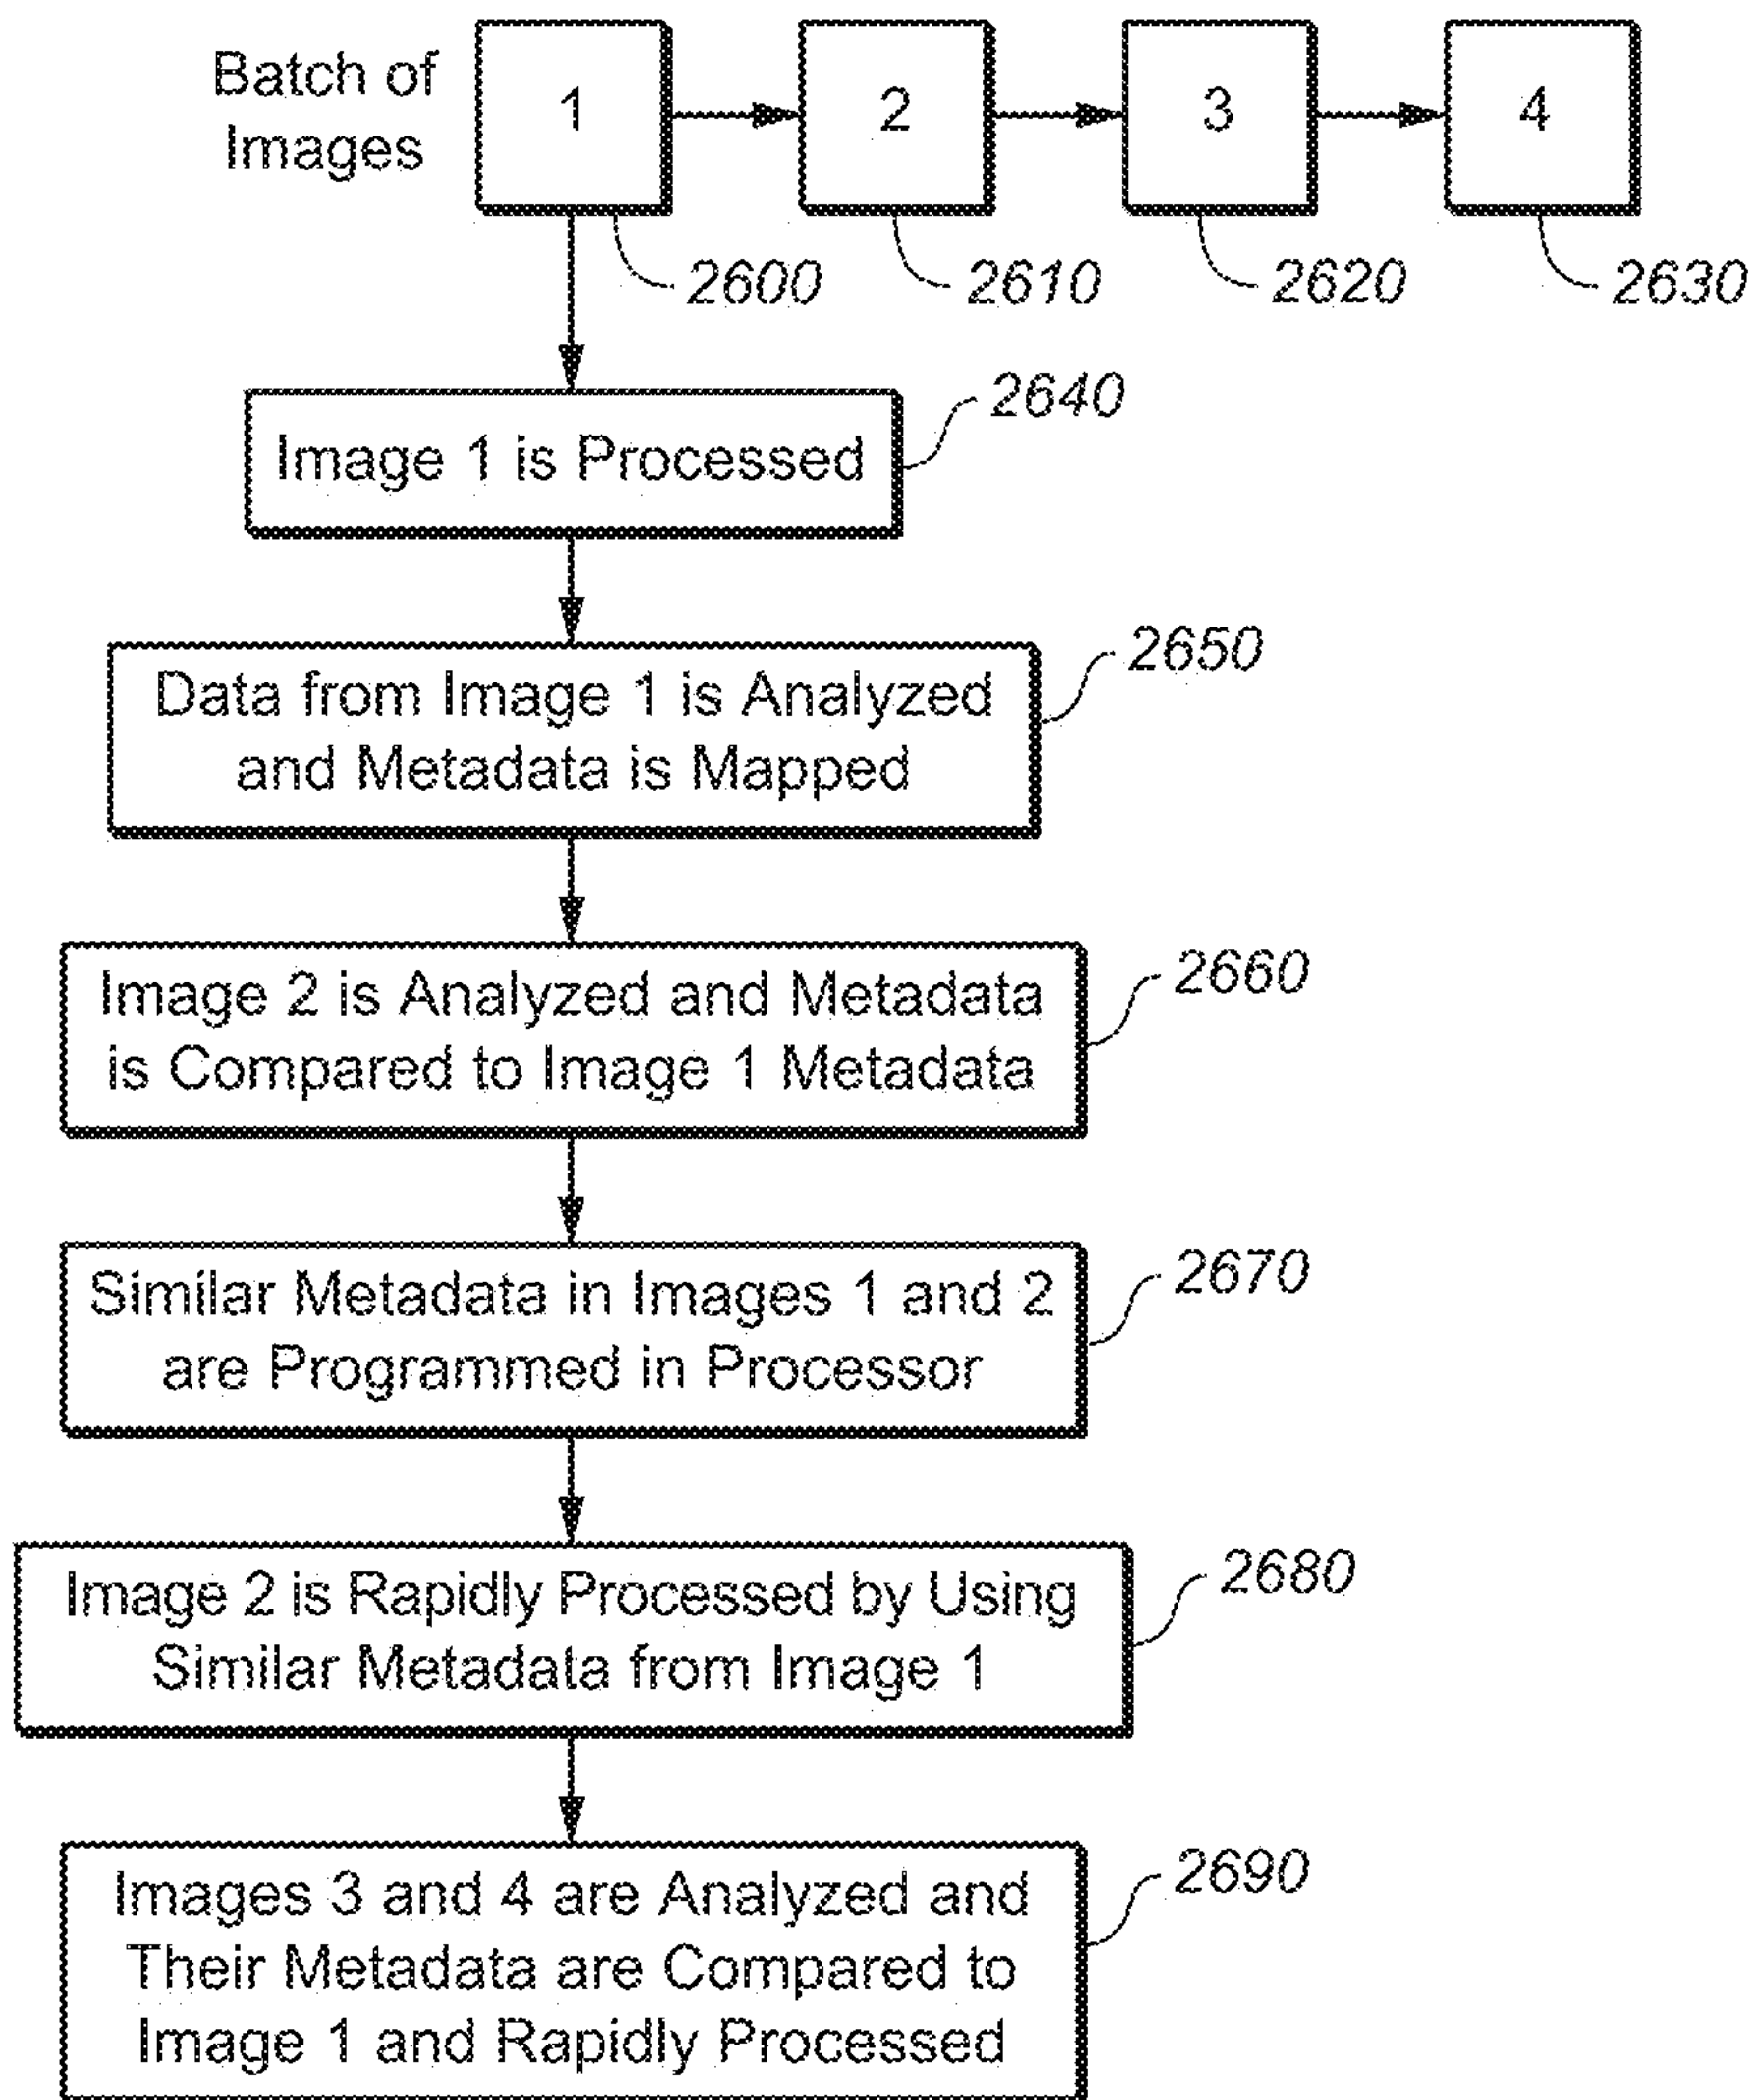 Batch of
Images
1
2
3
4
2600
2610
2620
2630
Image 1 is Processed
2640
Data from Image 1 is Analyzed
and Metadata is Mapped
2650
Image 2 is Analyzed and Metadata
is Compared to Image 1 Metadata
2660
Similar Metadata in Images 1 and 2
are Programmed in Processor
2670
Image 2 is Rapidly Processed by Using
Similar Metadata from Image 1
2680
Images 3 and 4 are Analyzed and
Their Metadata are Compared to
Image 1 and Rapidly Processed
2690